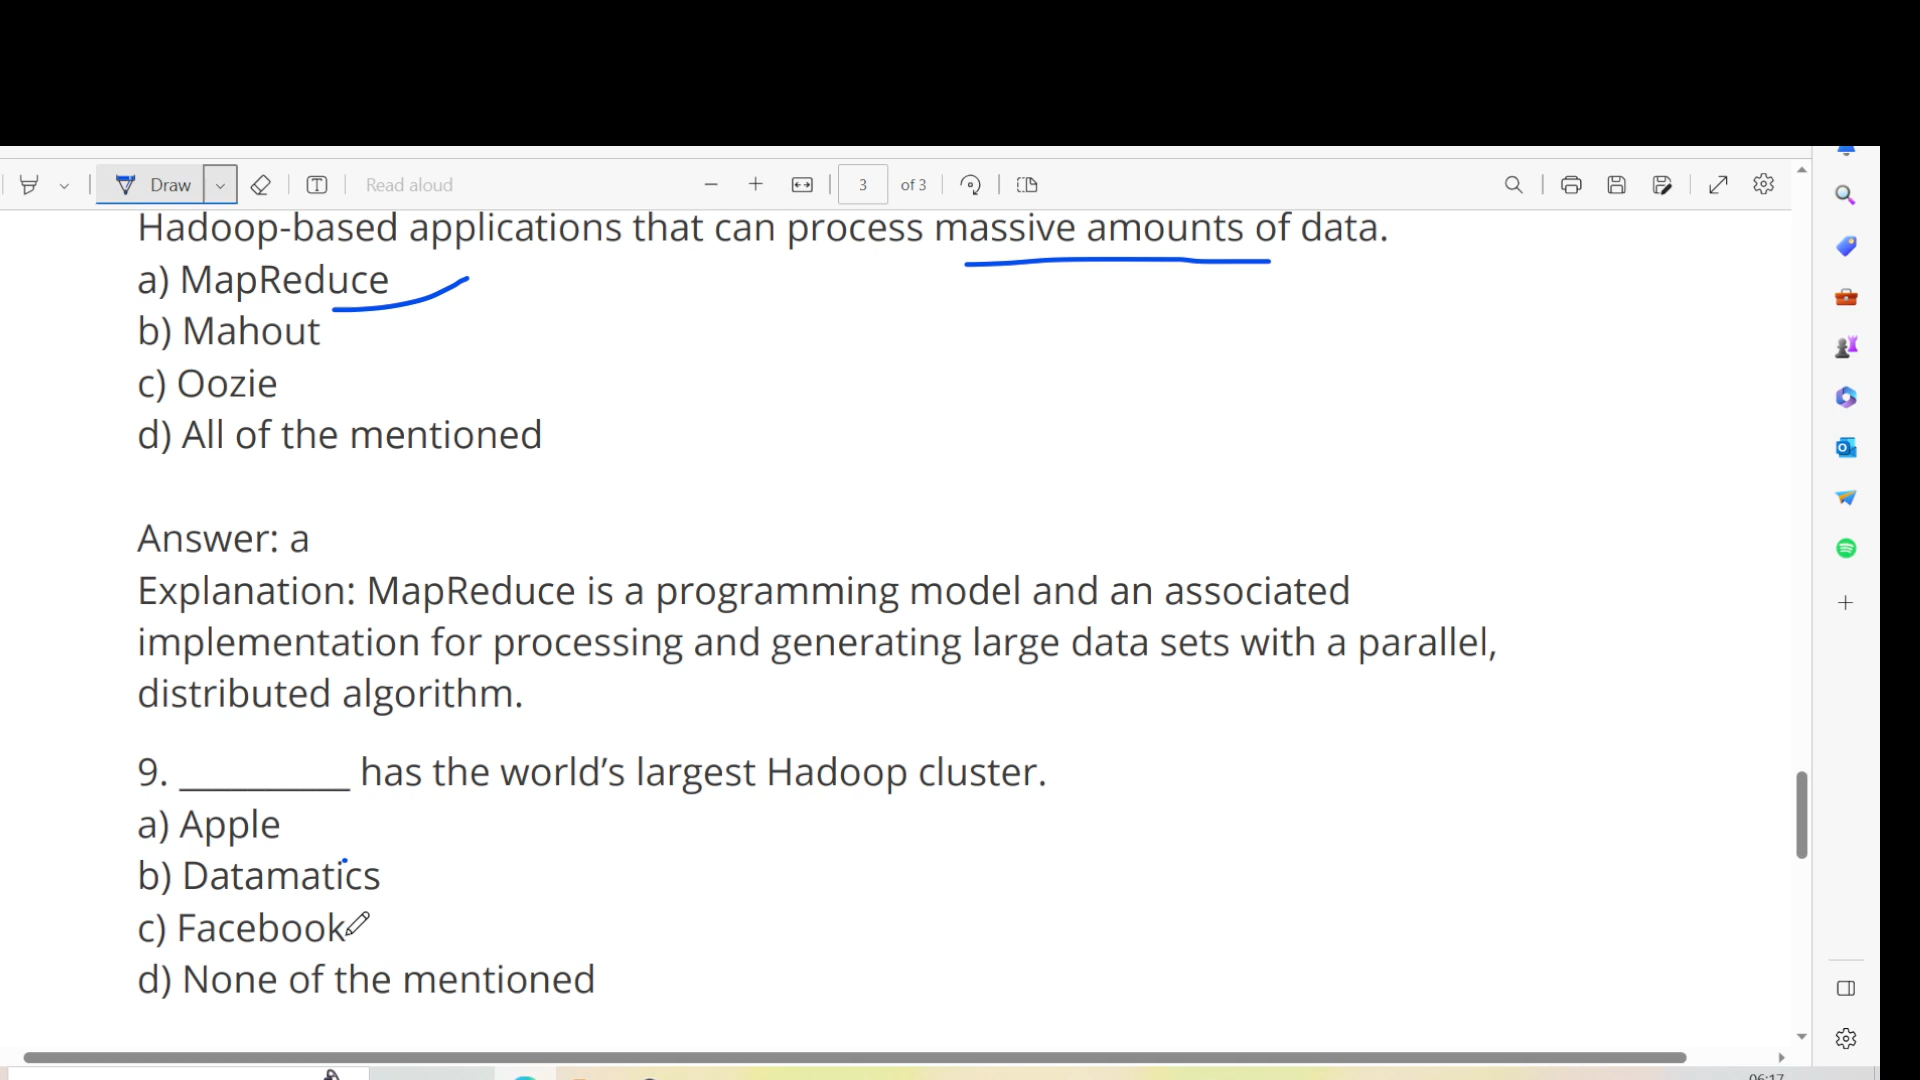 Draw
Read aloud
3 of 3
Hadoop-based applications that can process massive amounts of data.
a) MapReduce
b) Mahout
c) Oozie
d) All of the mentioned
Answer: a
Explanation: MapReduce is a programming model and an associated
implementation for processing and generating large data sets with a parallel,
distributed algorithm.
9. __________ has the world’s largest Hadoop cluster.
a) Apple
b) Datamatics
c) Facebook
d) None of the mentioned